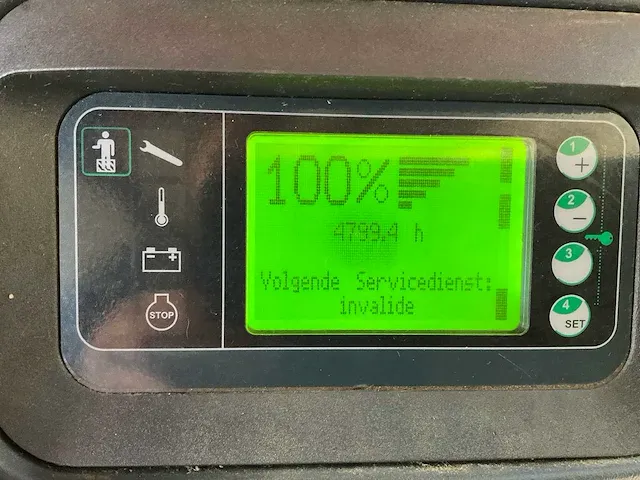 100%
4799.4 h
Volgende Servicedienst:
invalide
STOP
1
+
2
−
3
4
SET